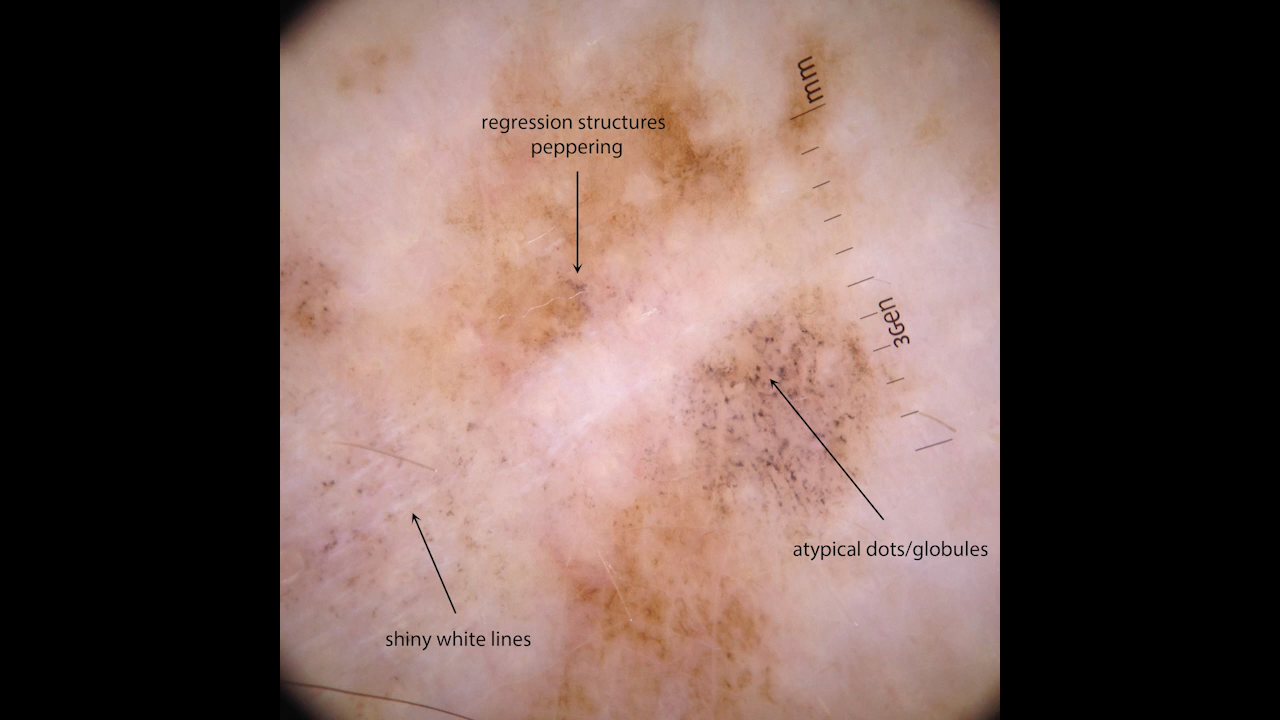 mm
regression structures
peppering
3Gen
atypical dots/globules
shiny white lines